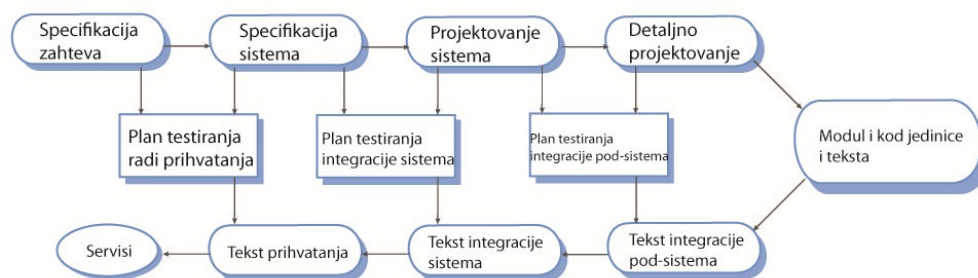 Specifikacija
zahteva
Specifikacija
sistema
Projektovanje
sistema
Detaljno
projektovanje
Plan testiranja
radi prihvatanja
Plan testiranja
integracije sistema
Plan testiranja
integracije pod-sistema
Modul i kod jedinice
i teksta
Servisi
Tekst prihvatanja
Tekst integracije
sistema
Tekst integracije
pod-sistema